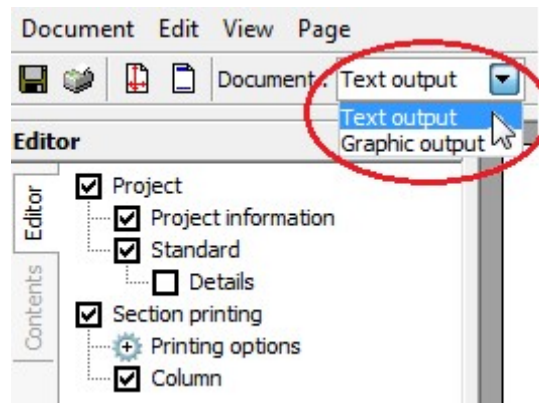 Document Edit View Page
Document: Text output
Text output
Graphic output
Editor
Editor
Contents
Project
Project information
Standard
Details
Section printing
Printing options
Column